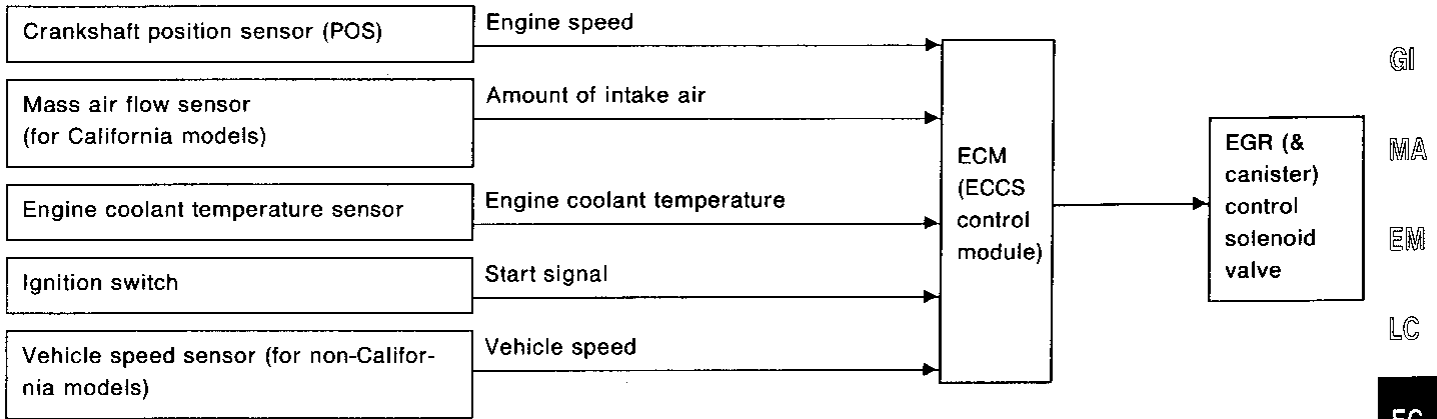 Crankshaft position sensor (POS)
Engine speed
Mass air flow sensor
(for California models)
Amount of intake air
Engine coolant temperature sensor
Engine coolant temperature
Ignition switch
Start signal
Vehicle speed sensor (for non-Califor-
nia models)
Vehicle speed
ECM
(ECCS
control
module)
EGR (&
canister)
control
solenoid
valve
GI
MA
EM
LC
EC